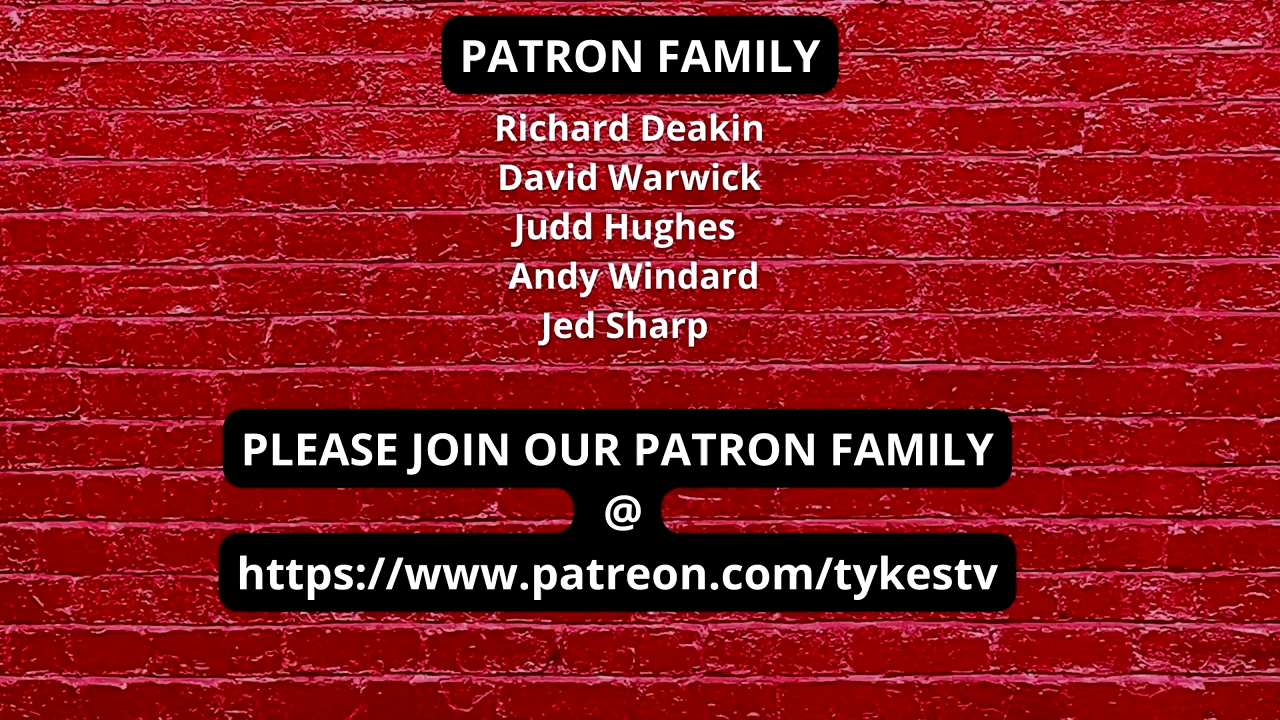 PATRON FAMILY
Richard Deakin
David Warwick
Judd Hughes
Andy Windard
Jed Sharp
PLEASE JOIN OUR PATRON FAMILY
@
https://www.patreon.com/tykestv